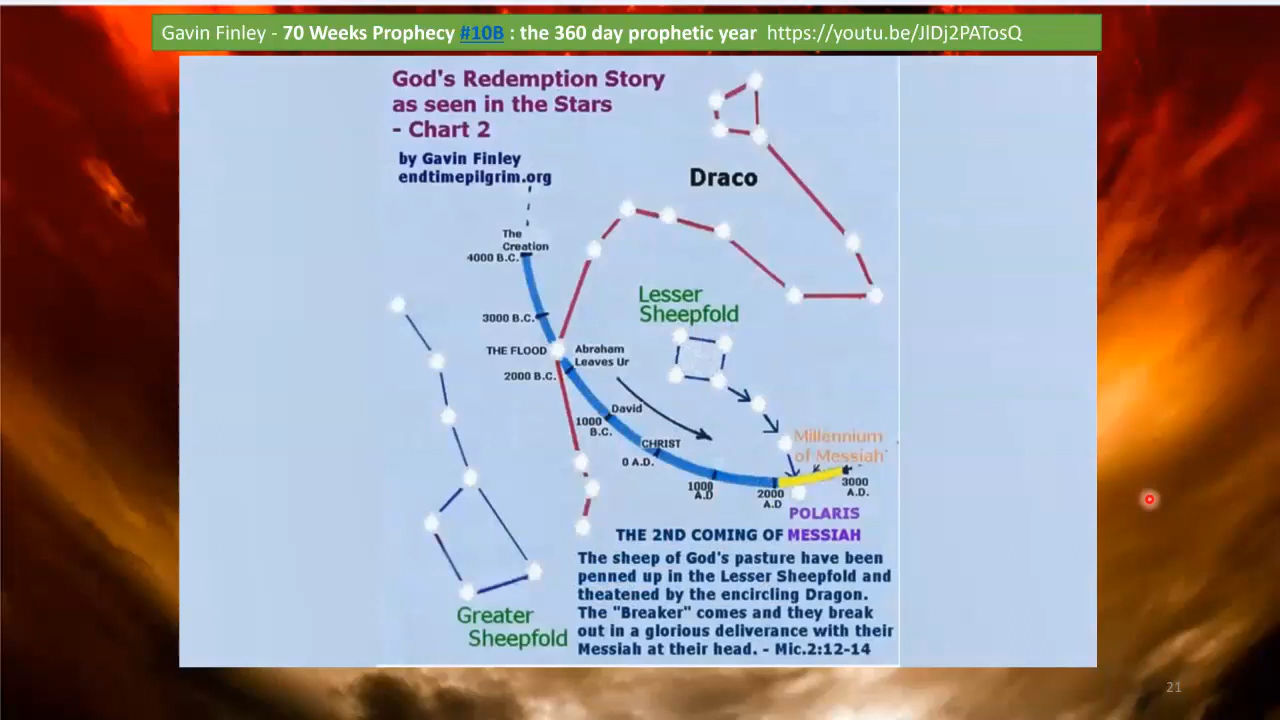 Gavin Finley - 70 Weeks Prophecy #10B : the 360 day prophetic year https://youtu.be/JlDj2PATosQ
God's Redemption Story
as seen in the Stars
- Chart 2
by Gavin Finley
endtimepilgrim.org
Draco
The
Creation
4000 B.C.
Lesser
Sheepfold
3000 B.C.
THE FLOOD
Abraham
Leaves Ur
2000 B.C.
David
1000
B.C.
CHRIST
0 A.D.
Millennium
of Messiah
1000
A.D
2000
A.D
3000
A.D.
POLARIS
THE 2ND COMING OF MESSIAH
The sheep of God's pasture have been
penned up in the Lesser Sheepfold and
theatened by the encircling Dragon.
The "Breaker" comes and they break
out in a glorious deliverance with their
Messiah at their head. - Mic.2:12-14
Greater
Sheepfold
21